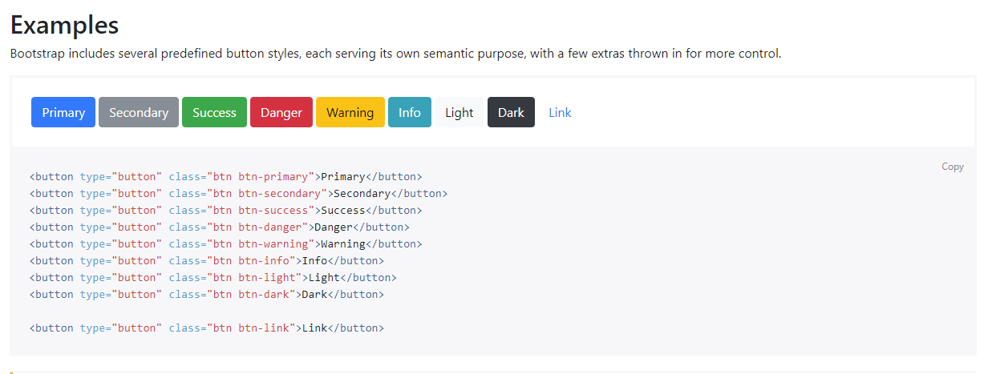 Examples
Bootstrap includes several predefined button styles, each serving its own semantic purpose, with a few extras thrown in for more control.
Primary Secondary Success Danger Warning Info Light Dark Link
Copy
<button type="button" class="btn btn-primary">Primary</button>
<button type="button" class="btn btn-secondary">Secondary</button>
<button type="button" class="btn btn-success">Success</button>
<button type="button" class="btn btn-danger">Danger</button>
<button type="button" class="btn btn-warning">Warning</button>
<button type="button" class="btn btn-info">Info</button>
<button type="button" class="btn btn-light">Light</button>
<button type="button" class="btn btn-dark">Dark</button>
<button type="button" class="btn btn-link">Link</button>